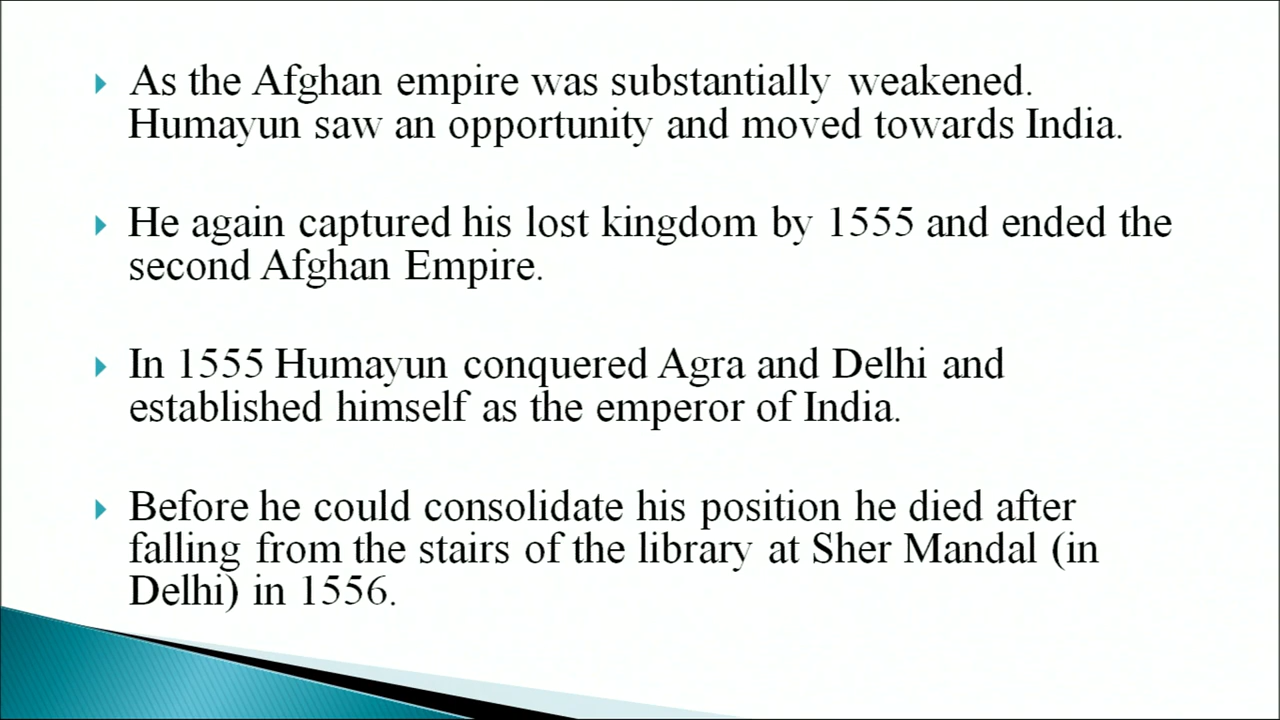 As the Afghan empire was substantially weakened.
Humayun saw an opportunity and moved towards India.
He again captured his lost kingdom by 1555 and ended the
second Afghan Empire.
In 1555 Humayun conquered Agra and Delhi and
established himself as the emperor of India.
Before he could consolidate his position he died after
falling from the stairs of the library at Sher Mandal (in
Delhi) in 1556.